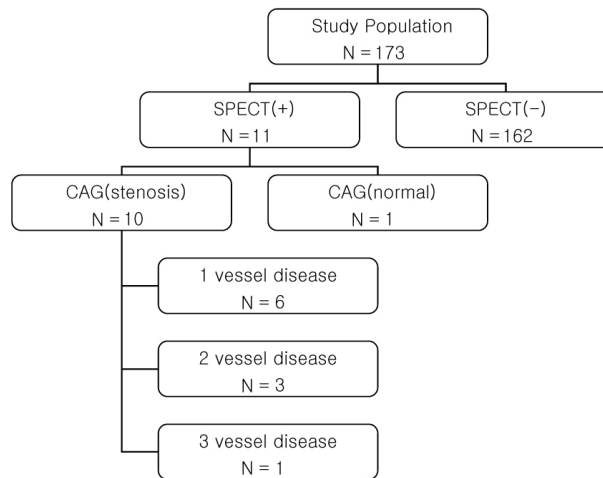 Study Population
N = 173
SPECT(+)
N = 11
SPECT(-)
N = 162
CAG(stenosis)
N = 10
CAG(normal)
N = 1
1 vessel disease
N = 6
2 vessel disease
N = 3
3 vessel disease
N = 1